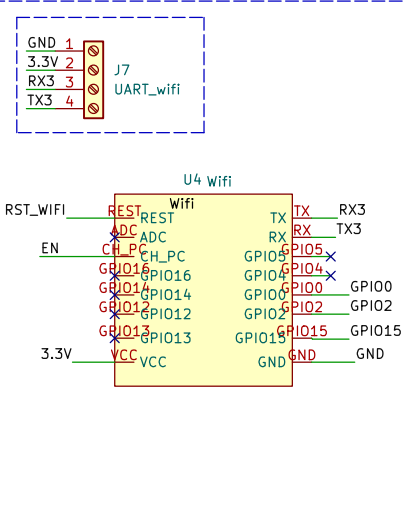 GND 1
3.3V 2
RX3 3
TX3 4
J7
UART_wifi
U4 Wifi
Wifi
RST_WIFI REST REST TX TX RX3
ADC ADC RX RX TX3
EN CH_PC CH_PC GPIO5 GPIO5
GPIO16 GPIO16 GPIO4 GPIO4
GPIO14 GPIO14 GPIO0 GPIO0 GPIO0
GPIO12 GPIO12 GPIO2 GPIO2 GPIO2
GPIO13 GPIO13 GPIO15 GPIO15 GPIO15
3.3V VCC VCC GND GND GND